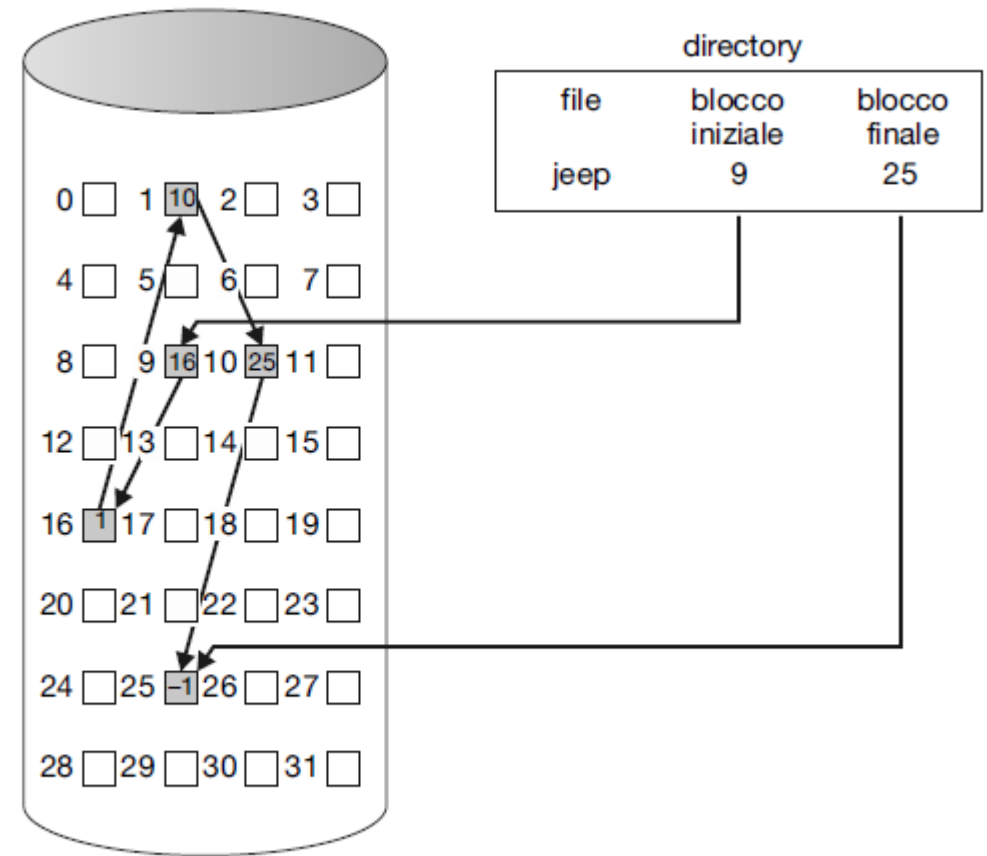 directory
file blocco blocco
iniziale finale
jeep 9 25
0 1 10 2 3
4 5 6 7
8 9 16 10 25 11
12 13 14 15
16 1 17 18 19
20 21 22 23
24 25 –1 26 27
28 29 30 31